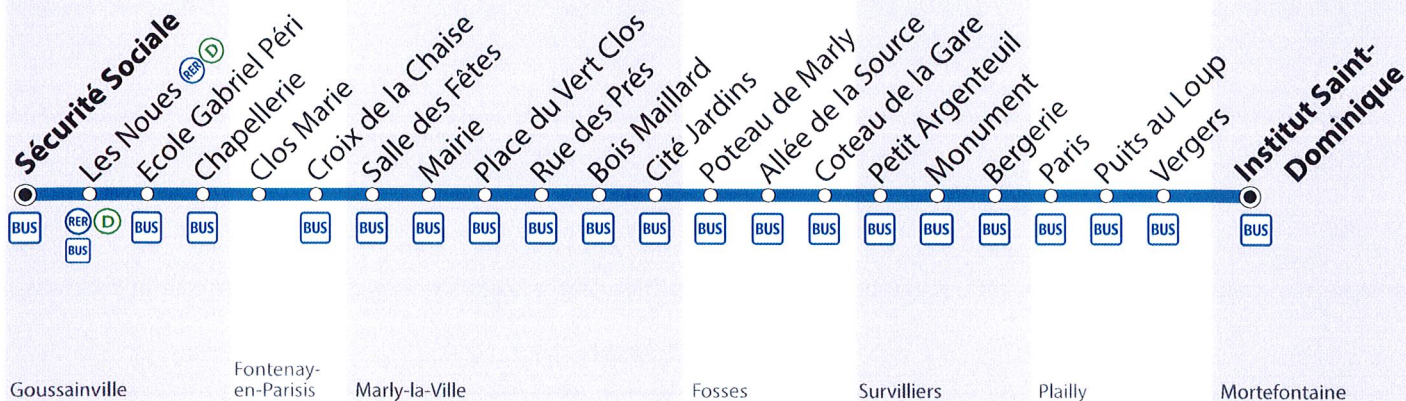 Sécurité Sociale
Les Noues RER D
Ecole Gabriel Péri
Chapellerie
Clos Marie
Croix de la Chaise
Salle des Fêtes
Mairie
Place du Vert Clos
Rue des Prés
Bois Maillard
Cité Jardins
Poteau de Marly
Allée de la Source
Coteau de la Gare
Petit Argenteuil
Monument
Bergerie
Paris
Puits au Loup
Vergers
Institut Saint-
Dominique
BUS RER D BUS BUS BUS BUS BUS BUS BUS BUS BUS BUS BUS BUS BUS BUS BUS BUS BUS BUS BUS
BUS
Goussainville
Fontenay-
en-Parisis
Marly-la-Ville
Fosses
Survilliers
Plailly
Mortefontaine